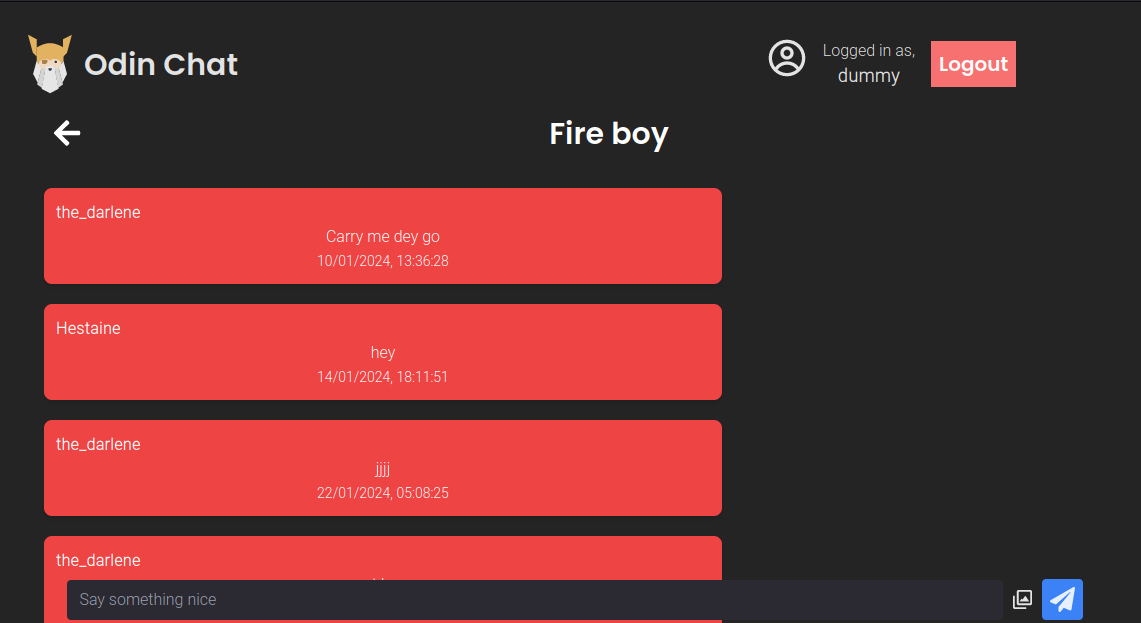 Odin Chat
Logged in as,
dummy
Logout
Fire boy
the_darlene
Carry me dey go
10/01/2024, 13:36:28
Hestaine
hey
14/01/2024, 18:11:51
the_darlene
jjjj
22/01/2024, 05:08:25
the_darlene
Say something nice